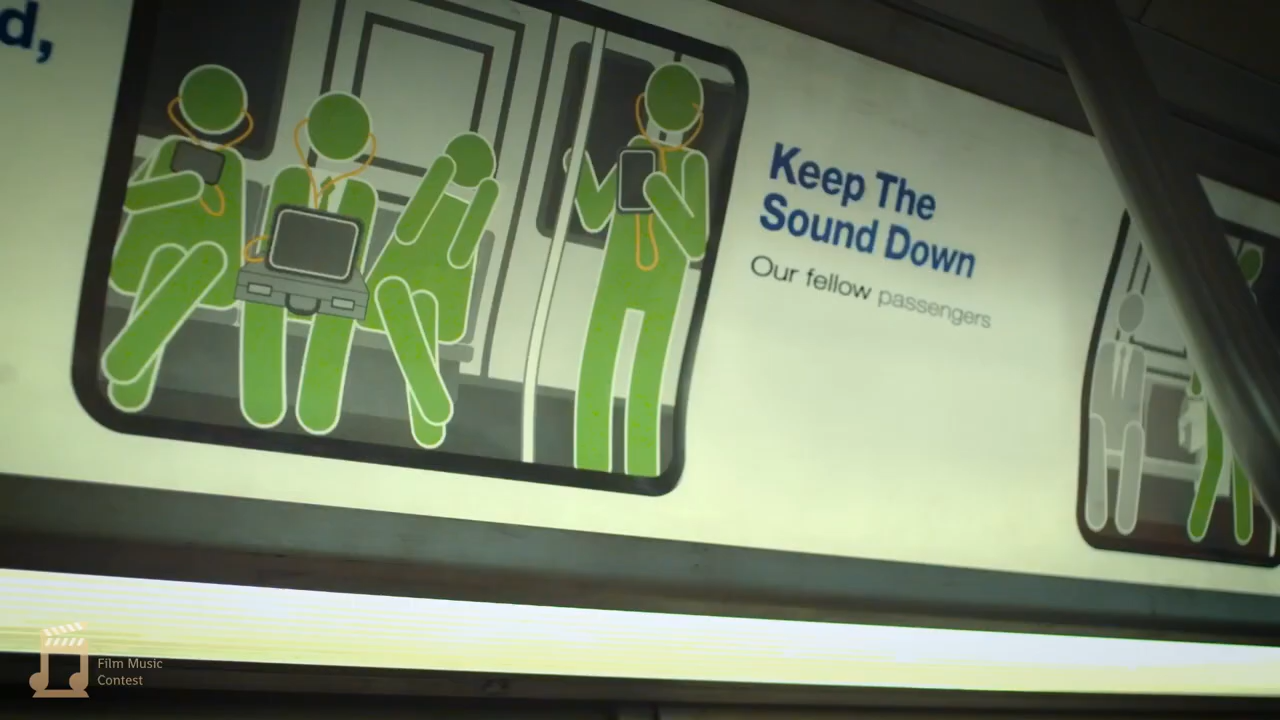 d,
Keep The
Sound Down
Our fellow passengers
Film Music
Contest